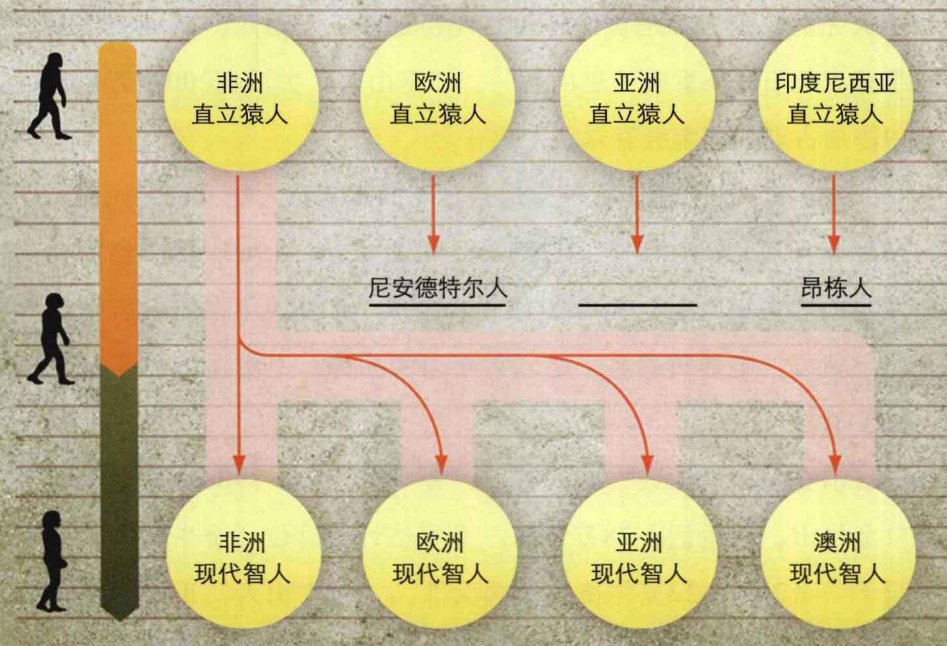 非洲
直立猿人
欧洲
直立猿人
亚洲
直立猿人
印度尼西亚
直立猿人
尼安德特尔人
昂栋人
非洲
现代智人
欧洲
现代智人
亚洲
现代智人
澳洲
现代智人